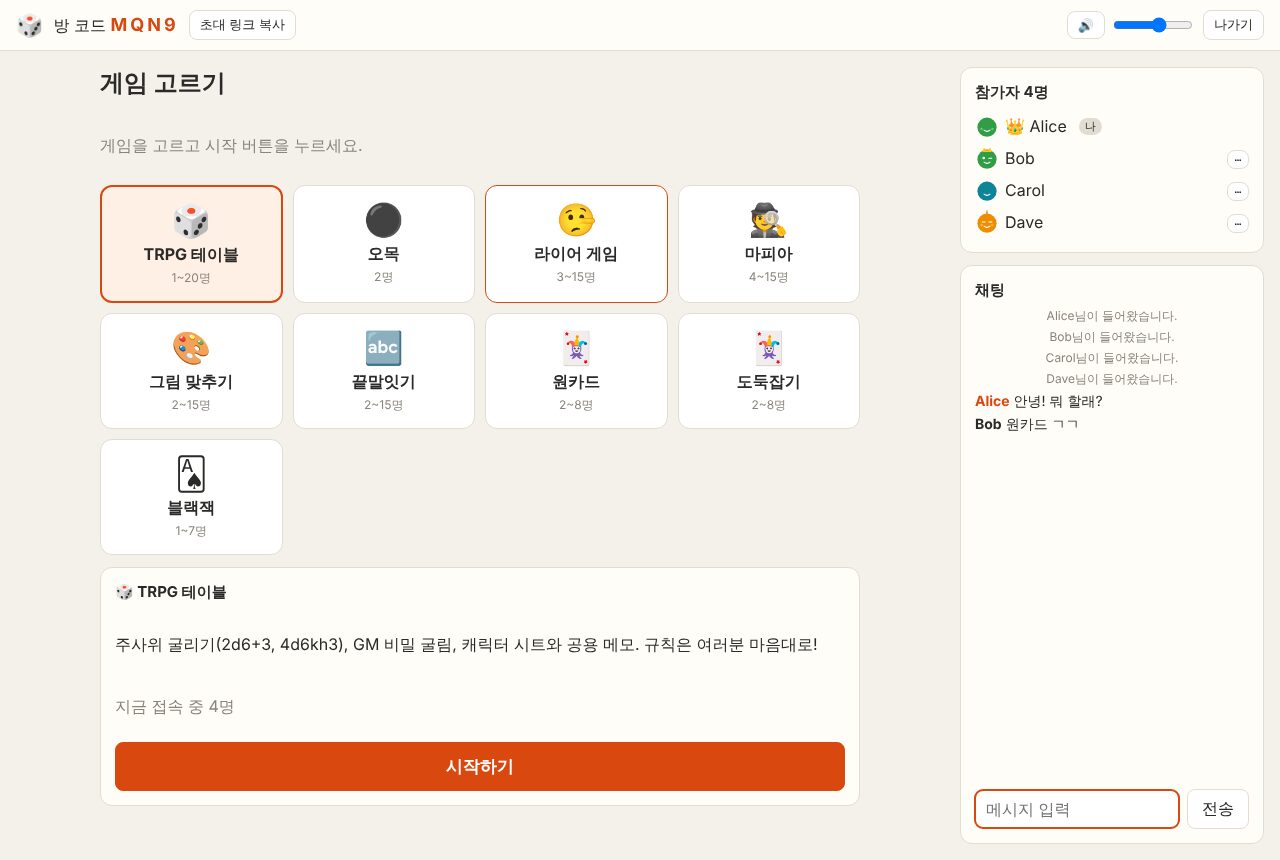 방 코드 MQN9
초대 링크 복사
나가기
게임 고르기
게임을 고르고 시작 버튼을 누르세요.
TRPG 테이블
1~20명
오목
2명
라이어 게임
3~15명
마피아
4~15명
그림 맞추기
2~15명
abc
끝말잇기
2~15명
원카드
2~8명
도둑잡기
2~8명
A
블랙잭
1~7명
TRPG 테이블
주사위 굴리기(2d6+3, 4d6kh3), GM 비밀 굴림, 캐릭터 시트와 공용 메모. 규칙은 여러분 마음대로!
지금 접속 중 4명
시작하기
참가자 4명
Alice 나
Bob
Carol
Dave
채팅
Alice님이 들어왔습니다.
Bob님이 들어왔습니다.
Carol님이 들어왔습니다.
Dave님이 들어왔습니다.
Alice 안녕! 뭐 할래?
Bob 원카드 ㄱㄱ
메시지 입력
전송